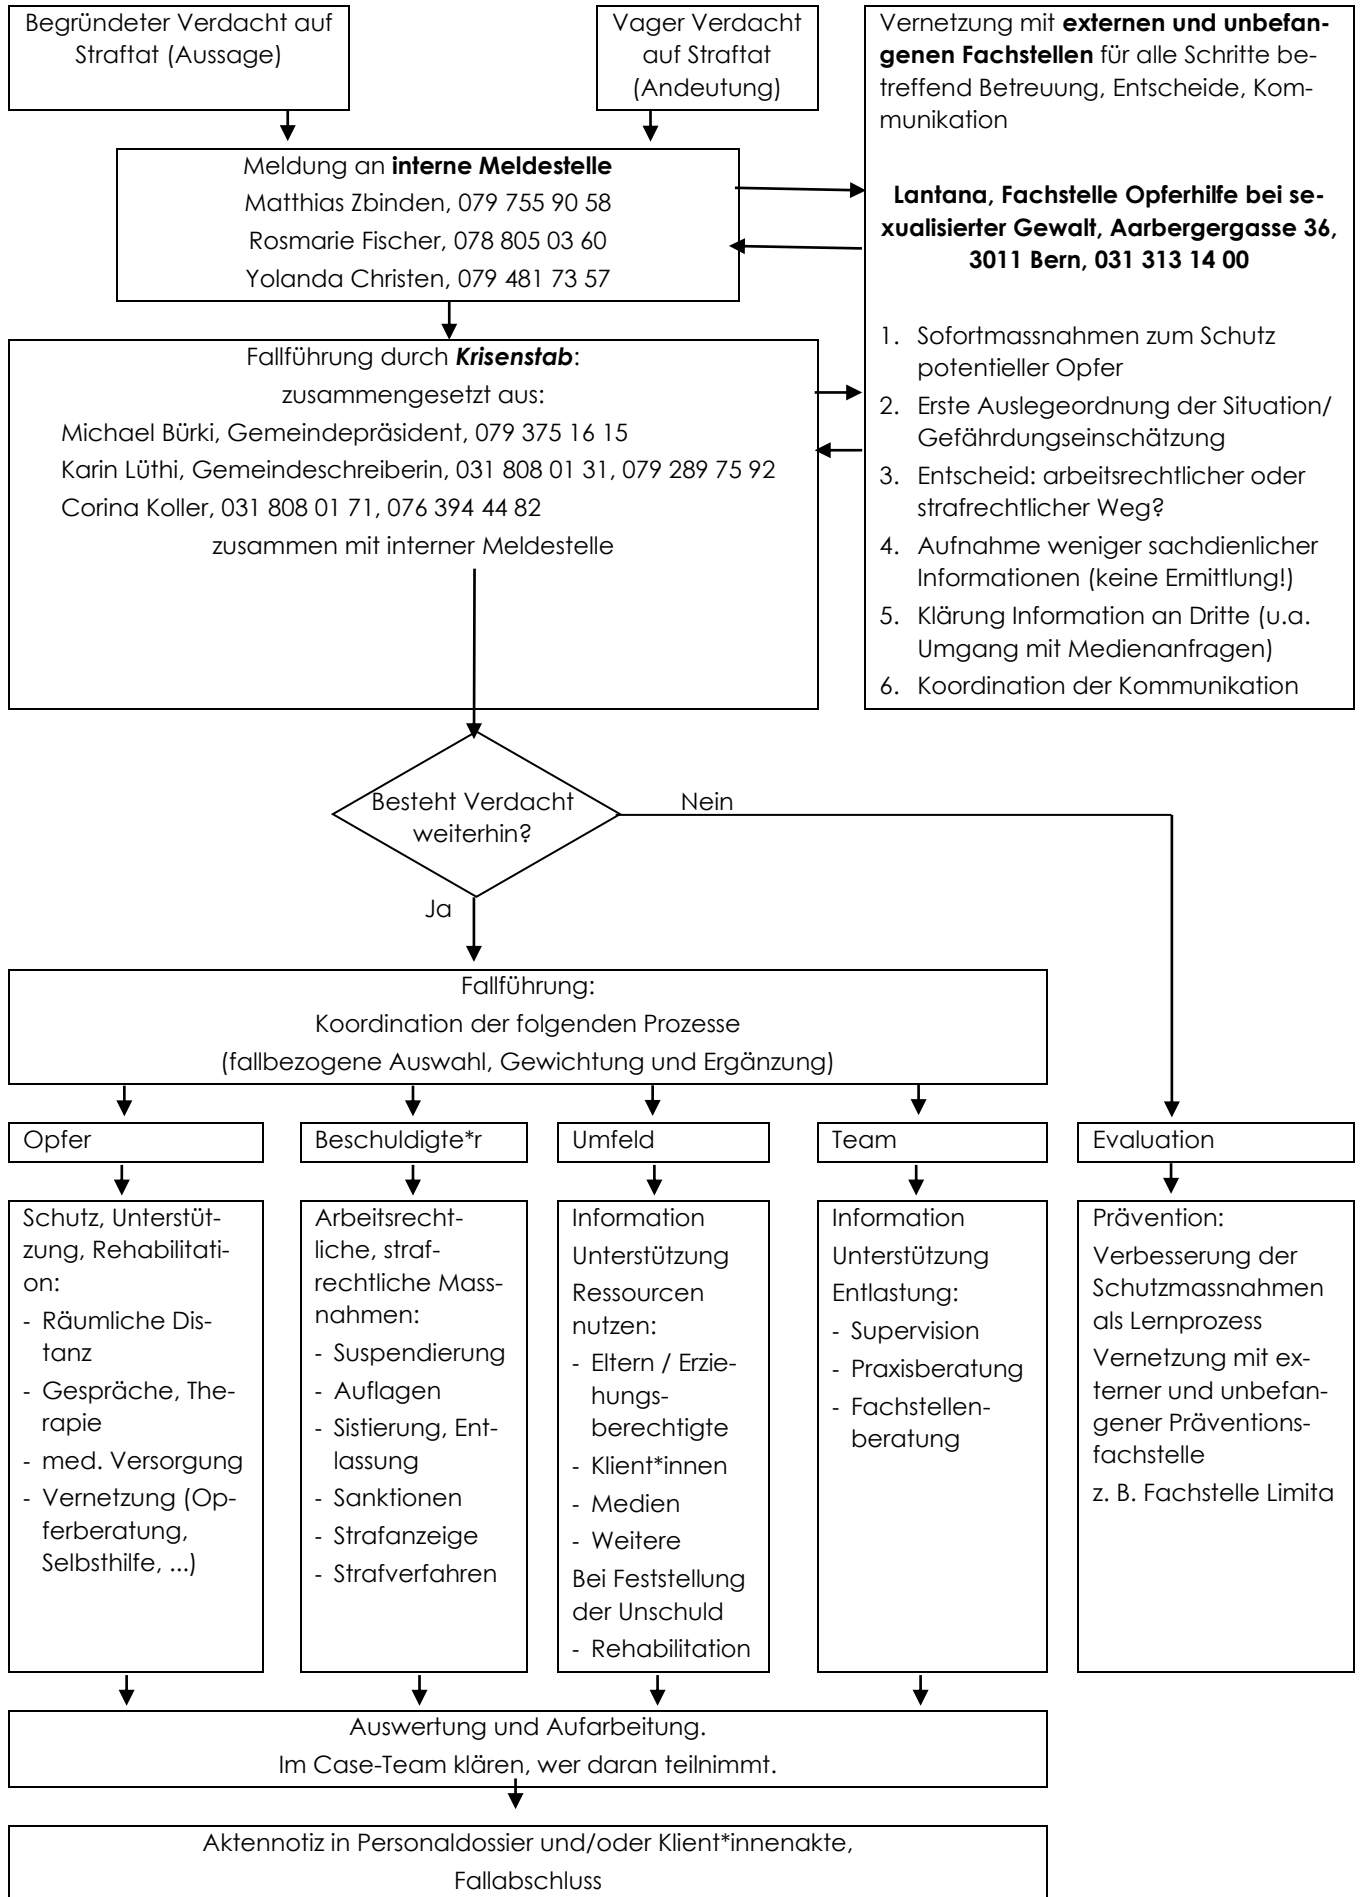 Begründeter Verdacht auf
Straftat (Aussage)
Vager Verdacht
auf Straftat
(Andeutung)
Vernetzung mit externen und unbefan-
genen Fachstellen für alle Schritte be-
treffend Betreuung, Entscheide, Kom-
munikation
Lantana, Fachstelle Opferhilfe bei se-
xualisierter Gewalt, Aarbergergasse 36,
3011 Bern, 031 313 14 00
1. Sofortmassnahmen zum Schutz
potentieller Opfer
2. Erste Auslegeordnung der Situation/
Gefährdungseinschätzung
3. Entscheid: arbeitsrechtlicher oder
strafrechtlicher Weg?
4. Aufnahme weniger sachdienlicher
Informationen (keine Ermittlung!)
5. Klärung Information an Dritte (u.a.
Umgang mit Medienanfragen)
6. Koordination der Kommunikation
Meldung an interne Meldestelle
Matthias Zbinden, 079 755 90 58
Rosmarie Fischer, 078 805 03 60
Yolanda Christen, 079 481 73 57
Fallführung durch Krisenstab:
zusammengesetzt aus:
Michael Bürki, Gemeindepräsident, 079 375 16 15
Karin Lüthi, Gemeindeschreiberin, 031 808 01 31, 079 289 75 92
Corina Koller, 031 808 01 71, 076 394 44 82
zusammen mit interner Meldestelle
Besteht Verdacht
weiterhin?
Nein
Ja
Fallführung:
Koordination der folgenden Prozesse
(fallbezogene Auswahl, Gewichtung und Ergänzung)
Opfer
Schutz, Unterstüt-
zung, Rehabilitati-
on:
- Räumliche Dis-
tanz
- Gespräche, The-
rapie
- med. Versorgung
- Vernetzung (Op-
ferberatung,
Selbsthilfe, ...)
Beschuldigte*r
Arbeitsrecht-
liche, straf-
rechtliche Mass-
nahmen:
- Suspendierung
- Auflagen
- Sistierung, Ent-
lassung
- Sanktionen
- Strafanzeige
- Strafverfahren
Umfeld
Information
Unterstützung
Ressourcen
nutzen:
- Eltern / Erzie-
hungs-
berechtigte
- Klient*innen
- Medien
- Weitere
Bei Feststellung
der Unschuld
- Rehabilitation
Team
Information
Unterstützung
Entlastung:
- Supervision
- Praxisberatung
- Fachstellen-
beratung
Evaluation
Prävention:
Verbesserung der
Schutzmassnahmen
als Lernprozess
Vernetzung mit ex-
terner und unbefan-
gener Präventions-
fachstelle
z. B. Fachstelle Limita
Auswertung und Aufarbeitung.
Im Case-Team klären, wer daran teilnimmt.
Aktennotiz in Personaldossier und/oder Klient*innenakte,
Fallabschluss